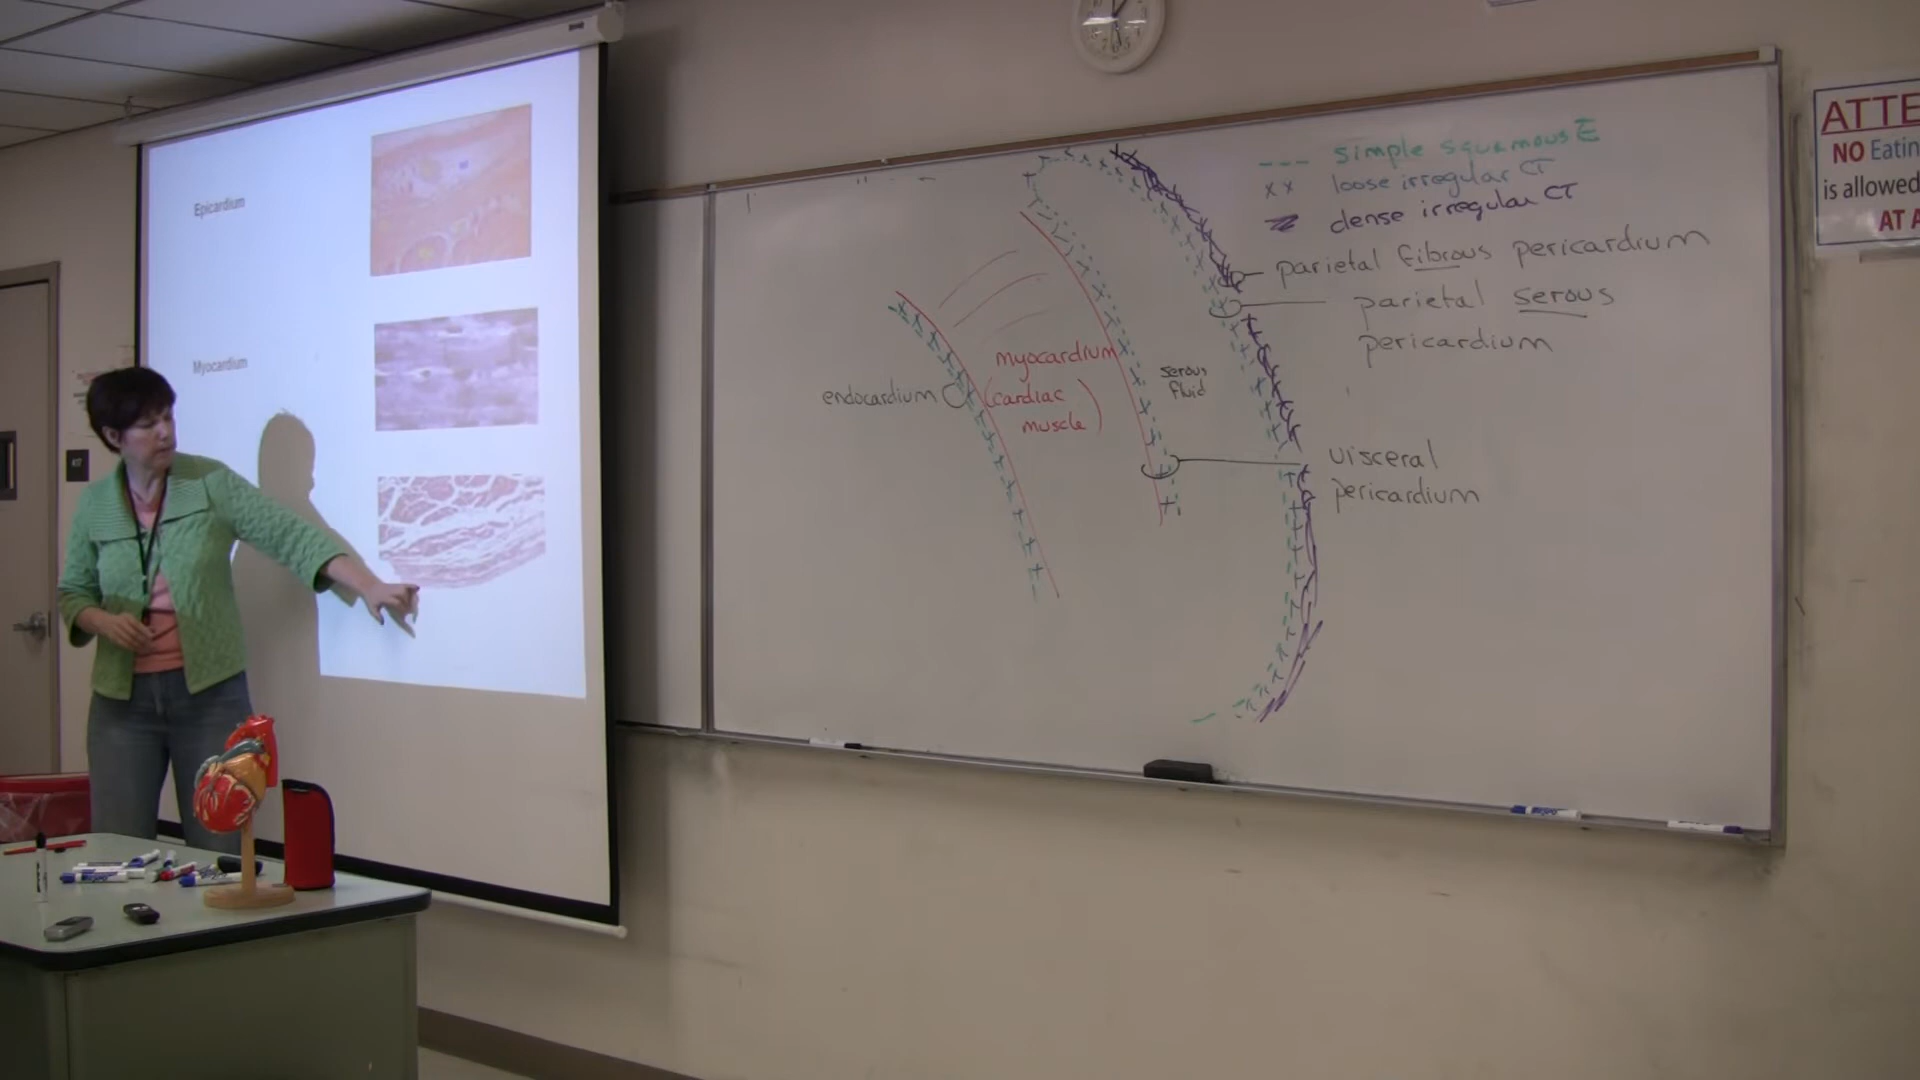 Epicardium
Myocardium
simple squamous E
loose irregular CT
dense irregular CT
parietal fibrous pericardium
parietal serous
pericardium
visceral
pericardium
serous
fluid
myocardium
(cardiac
muscle)
endocardium
ATTE
NO Eatin
is allowed
AT A
417